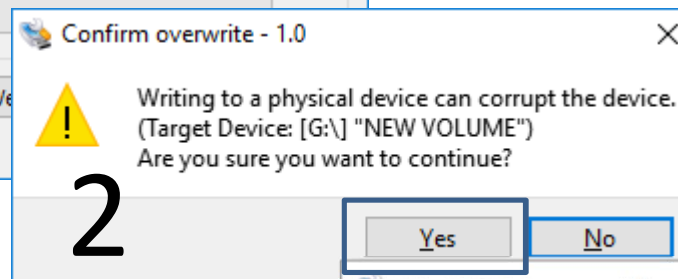 Confirm overwrite - 1.0
Writing to a physical device can corrupt the device.
(Target Device: [G:\] "NEW VOLUME")
Are you sure you want to continue?
2
Yes No